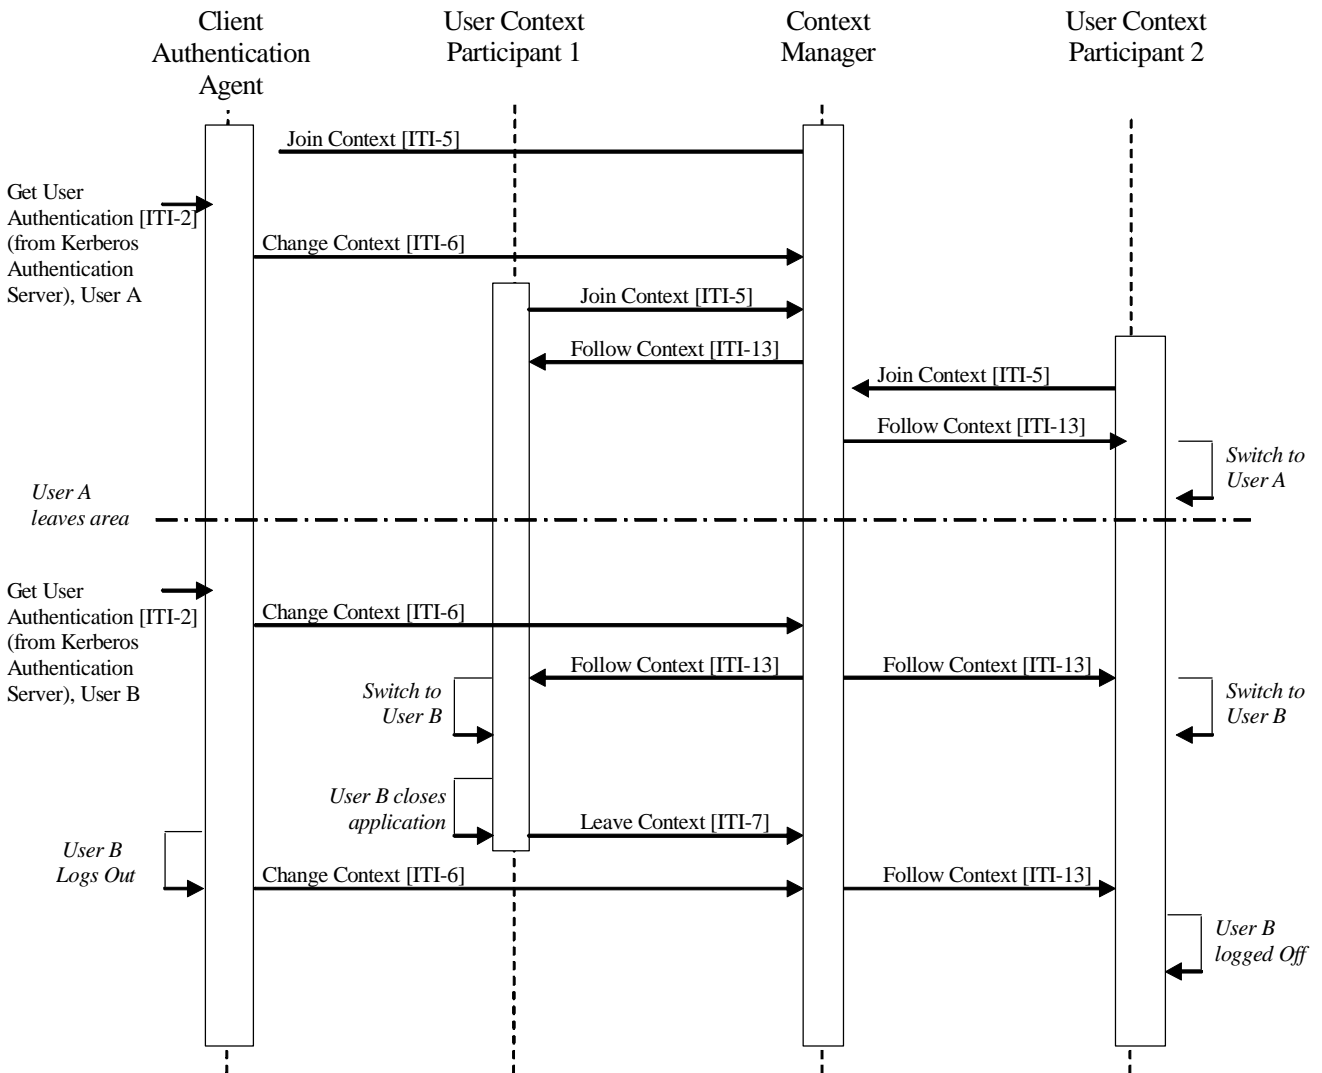 Client
Authentication
Agent
User Context
Participant 1
Context
Manager
User Context
Participant 2
Join Context [ITI-5]
Get User
Authentication [ITI-2]
(from Kerberos
Authentication
Server), User A
Change Context [ITI-6]
Join Context [ITI-5]
Follow Context [ITI-13]
Join Context [ITI-5]
Follow Context [ITI-13]
Switch to
User A
User A
leaves area
Get User
Authentication [ITI-2]
(from Kerberos
Authentication
Server), User B
Change Context [ITI-6]
Follow Context [ITI-13]
Follow Context [ITI-13]
Switch to
User B
Switch to
User B
User B closes
application
Leave Context [ITI-7]
User B
Logs Out
Change Context [ITI-6]
Follow Context [ITI-13]
User B
logged Off